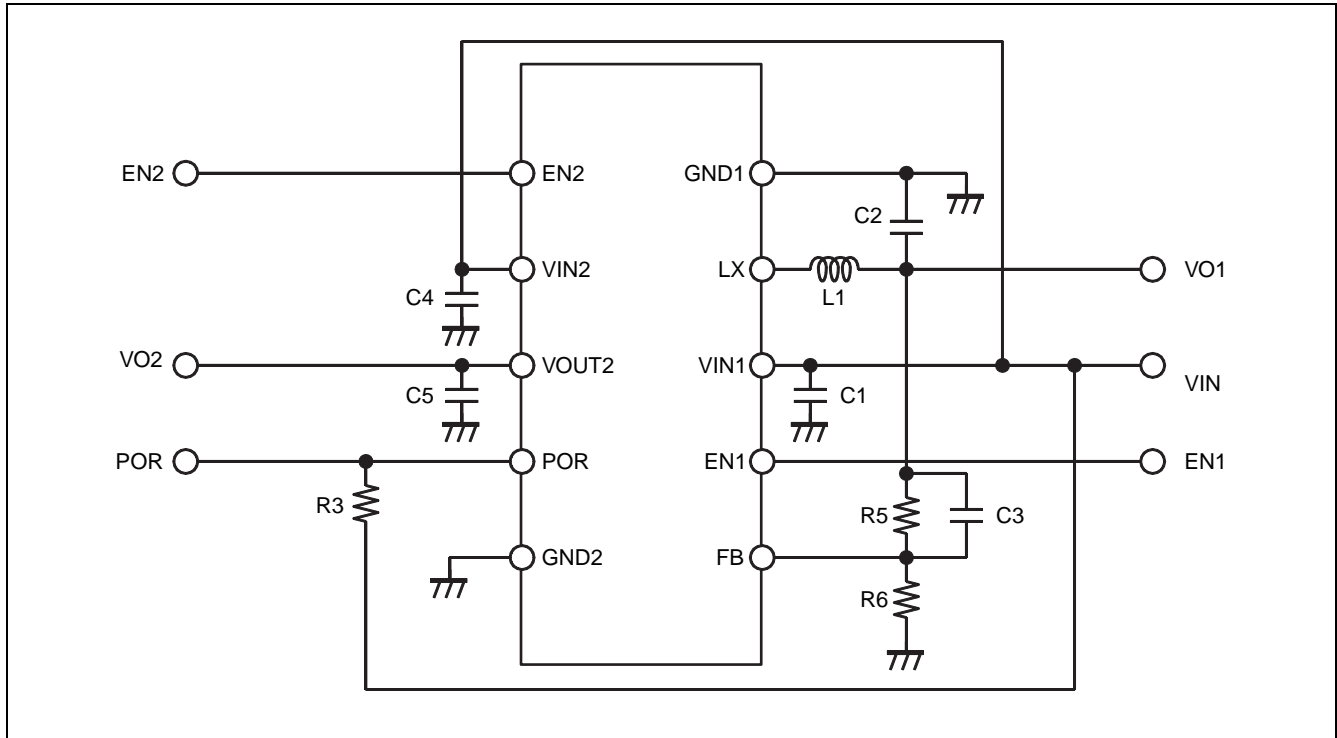 EN2
EN2
GND1
C2
VIN2
LX
L1
VO1
C4
VO2
VOUT2
VIN1
VIN
C5
C1
POR
POR
EN1
EN1
R3
R5
C3
GND2
FB
R6